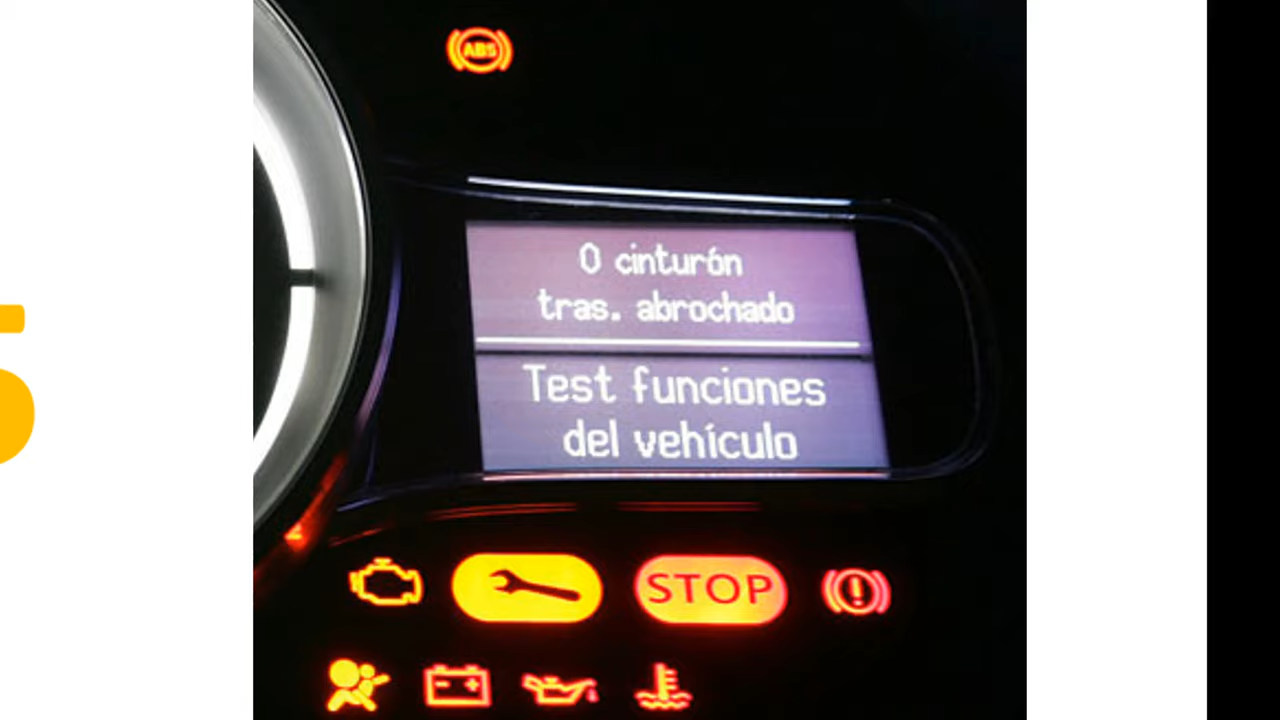 ABS
0 cinturón
tras. abrochado
Test funciones
del vehículo
STOP